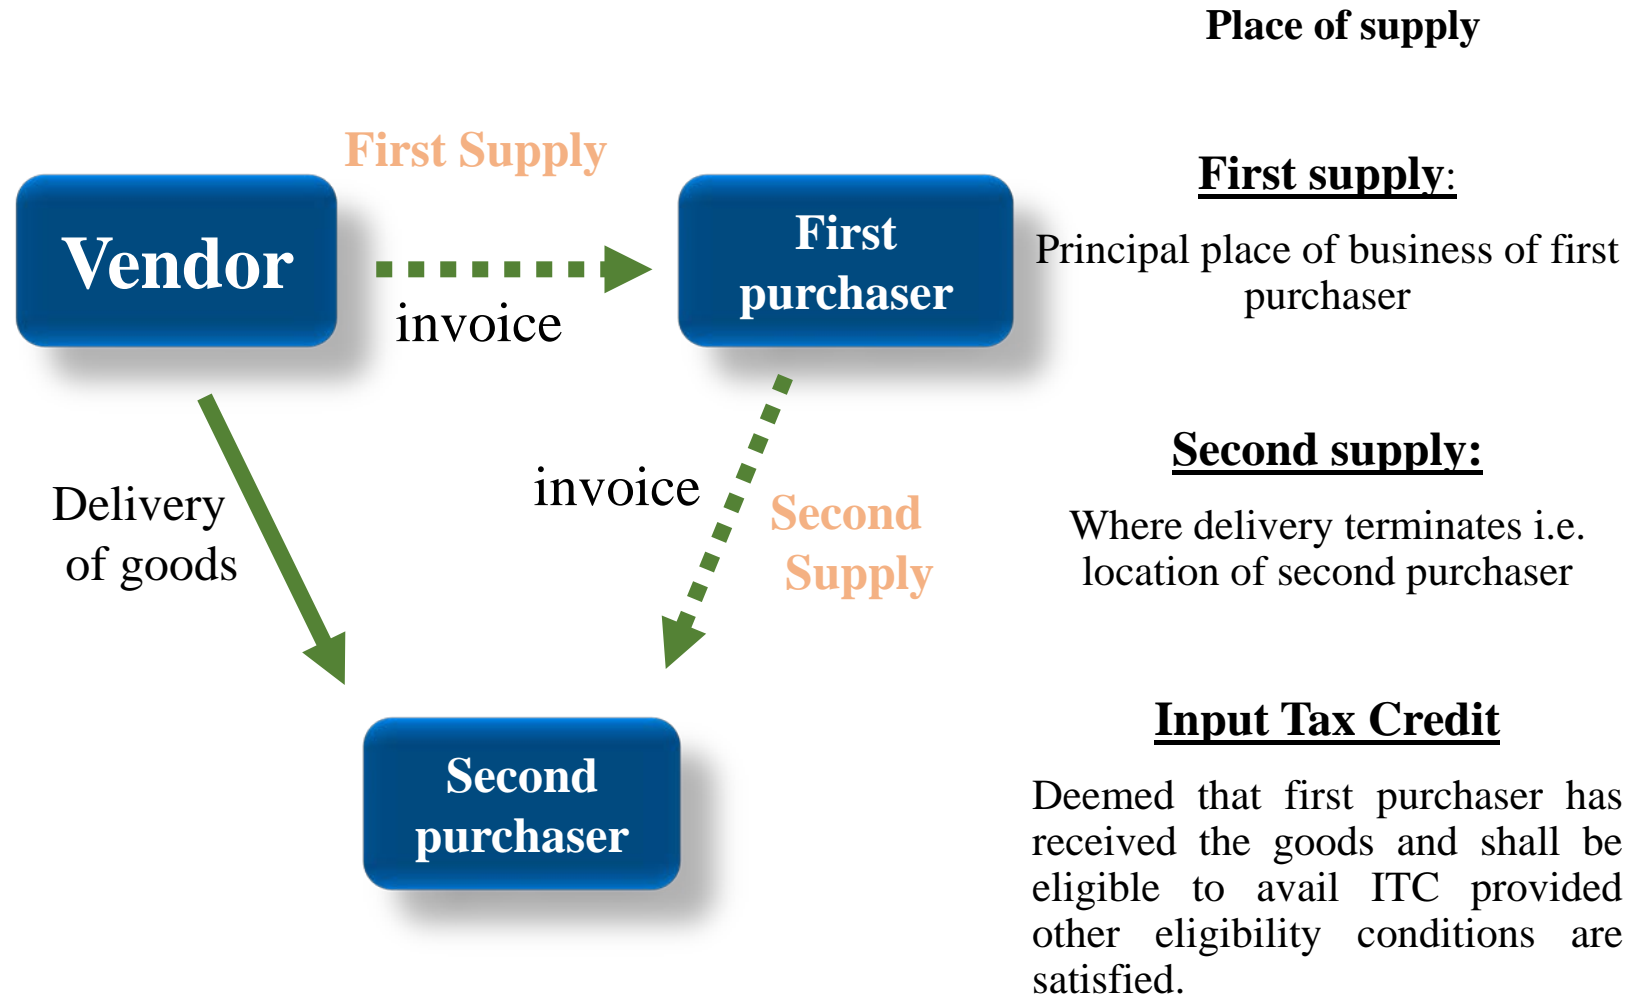 Place of supply
First Supply
Vendor
invoice
First
purchaser
Delivery
of goods
invoice
Second
Supply
Second
purchaser
First supply:
Principal place of business of first
purchaser
Second supply:
Where delivery terminates i.e.
location of second purchaser
Input Tax Credit
Deemed that first purchaser has
received the goods and shall be
eligible to avail ITC provided
other eligibility conditions are
satisfied.